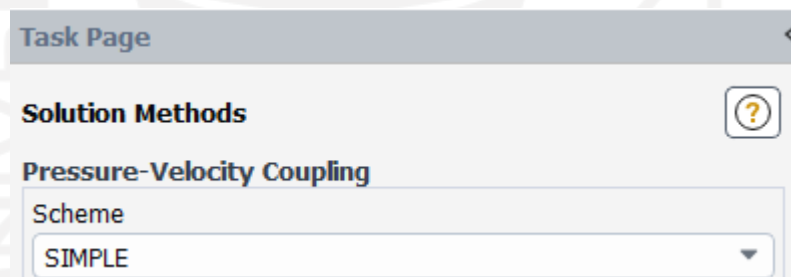 Task Page
Solution Methods
?
Pressure-Velocity Coupling
Scheme
SIMPLE